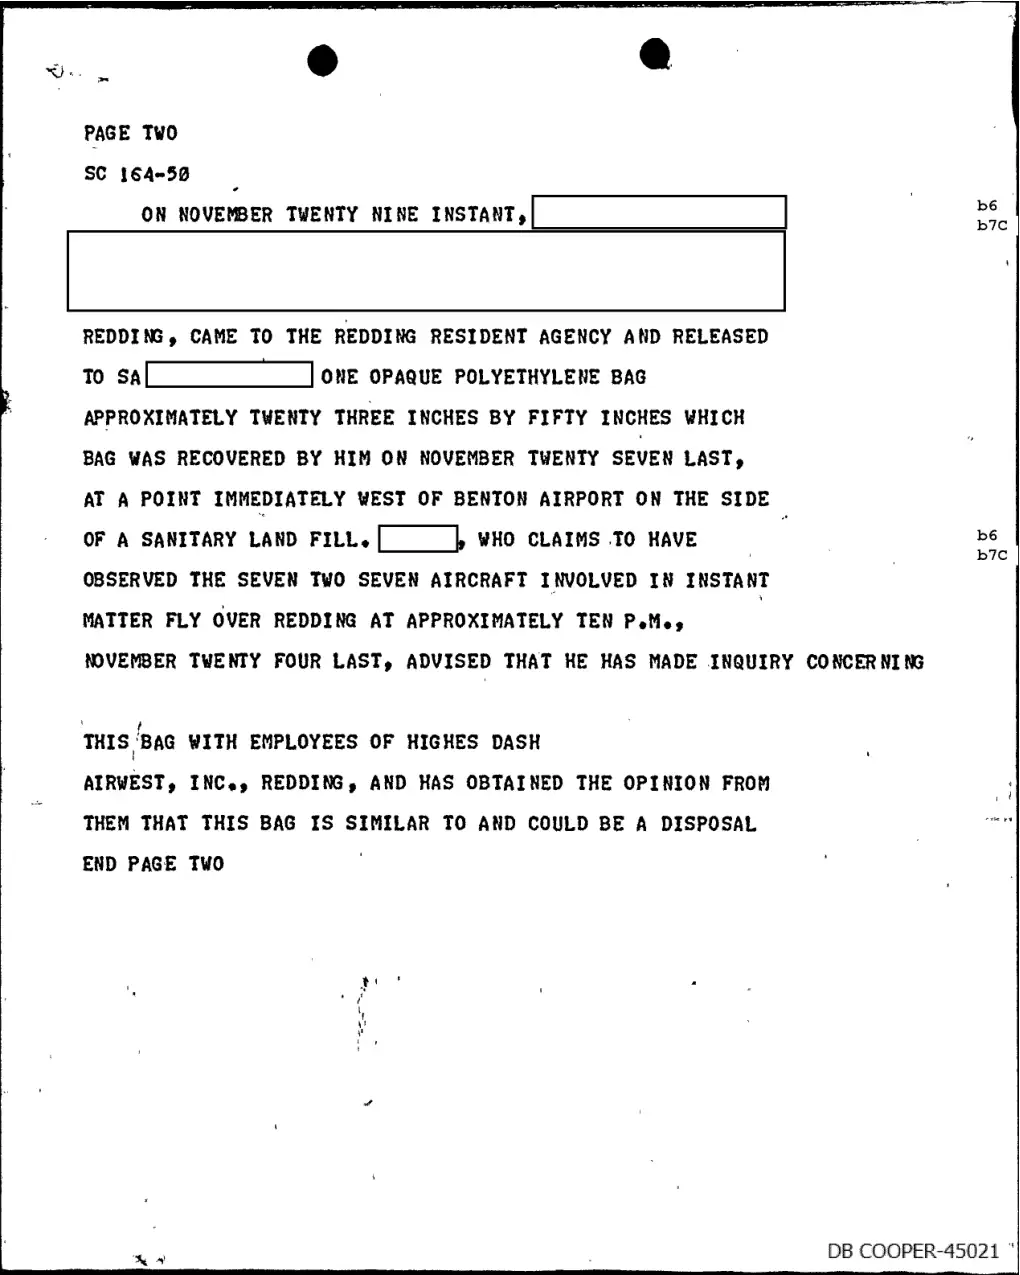 PAGE TWO
SC 164-50
ON NOVEMBER TWENTY NINE INSTANT,
b6
b7C
REDDING, CAME TO THE REDDING RESIDENT AGENCY AND RELEASED
TO SA ONE OPAQUE POLYETHYLENE BAG
APPROXIMATELY TWENTY THREE INCHES BY FIFTY INCHES WHICH
BAG WAS RECOVERED BY HIM ON NOVEMBER TWENTY SEVEN LAST,
AT A POINT IMMEDIATELY WEST OF BENTON AIRPORT ON THE SIDE
OF A SANITARY LAND FILL. , WHO CLAIMS TO HAVE
b6
b7C
OBSERVED THE SEVEN TWO SEVEN AIRCRAFT INVOLVED IN INSTANT
MATTER FLY OVER REDDING AT APPROXIMATELY TEN P.M.,
NOVEMBER TWENTY FOUR LAST, ADVISED THAT HE HAS MADE INQUIRY CONCERNING
THIS BAG WITH EMPLOYEES OF HIGHES DASH
AIRWEST, INC., REDDING, AND HAS OBTAINED THE OPINION FROM
THEM THAT THIS BAG IS SIMILAR TO AND COULD BE A DISPOSAL
END PAGE TWO
DB COOPER-45021